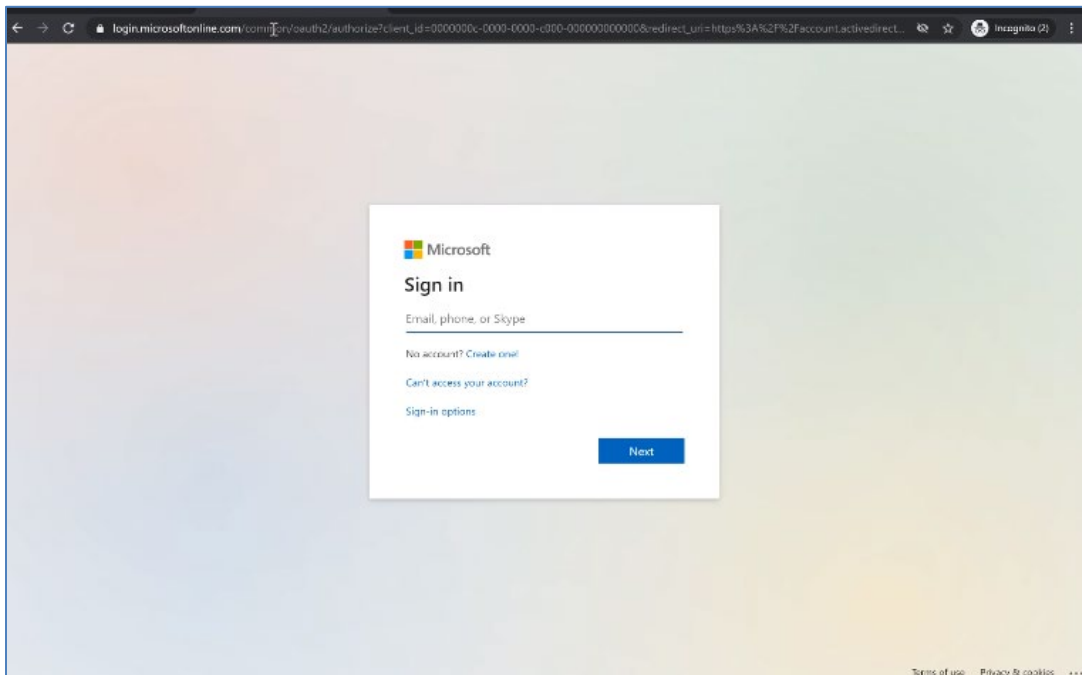 login.microsoftonline.com/common/oauth2/authorize?client_id=0000000c-0000-0000-c000-000000000000&redirect_uri=https%3A%2F%2Faccount.activedirect...
Incognito (2)
Microsoft
Sign in
Email, phone, or Skype
No account? Create one!
Can't access your account?
Sign-in options
Next
Terms of use Privacy & cookies ...